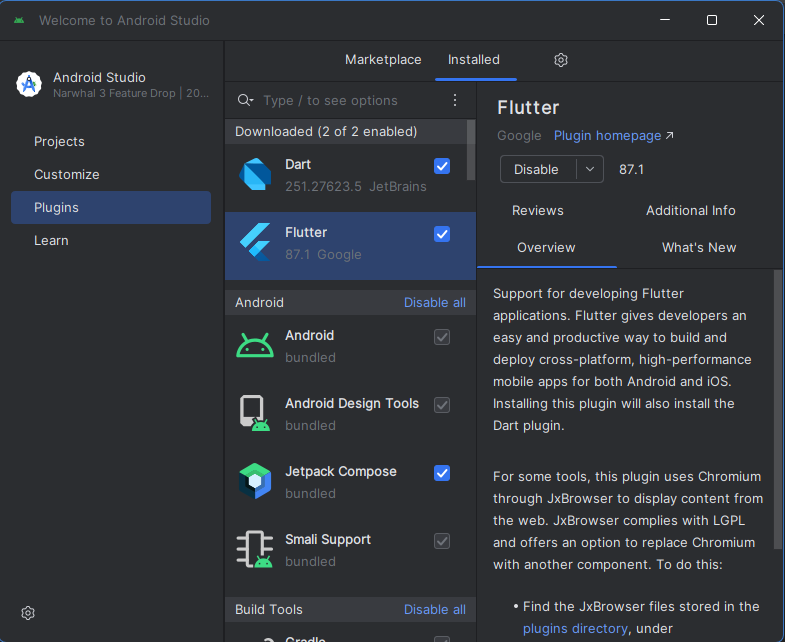 Welcome to Android Studio
Android Studio
Narwhal 3 Feature Drop | 20...
Projects
Customize
Plugins
Learn
Marketplace
Installed
Type / to see options
Downloaded (2 of 2 enabled)
Dart
251.27623.5 JetBrains
Flutter
87.1 Google
Android
Disable all
Android
bundled
Android Design Tools
bundled
Jetpack Compose
bundled
Smali Support
bundled
Build Tools
Disable all
Gradle
Flutter
Google Plugin homepage ↗
Disable
87.1
Reviews
Additional Info
Overview
What's New
Support for developing Flutter
applications. Flutter gives developers an
easy and productive way to build and
deploy cross-platform, high-performance
mobile apps for both Android and iOS.
Installing this plugin will also install the
Dart plugin.
For some tools, this plugin uses Chromium
through JxBrowser to display content from
the web. JxBrowser complies with LGPL
and offers an option to replace Chromium
with another component. To do this:
• Find the JxBrowser files stored in the
plugins directory, under